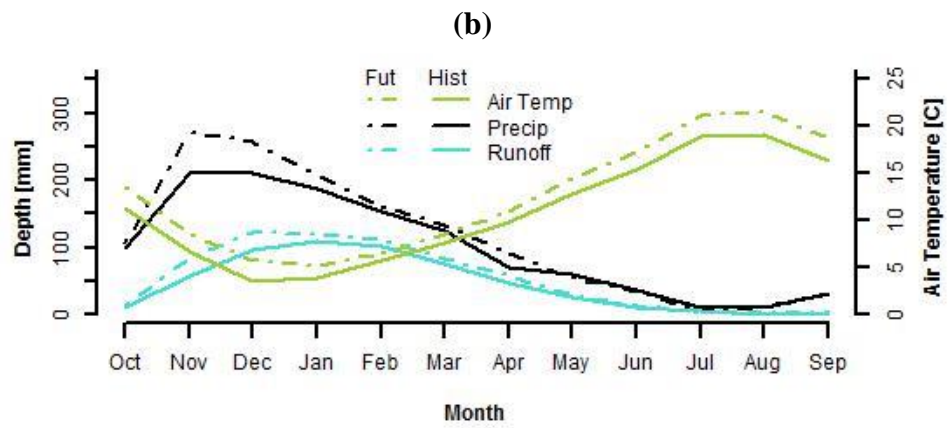 (b)
Fut Hist
Air Temp
Precip
Runoff
Depth [mm]
300
200
100
0
Air Temperature [C]
25
20
15
10
5
0
Oct Nov Dec Jan Feb Mar Apr May Jun Jul Aug Sep
Month